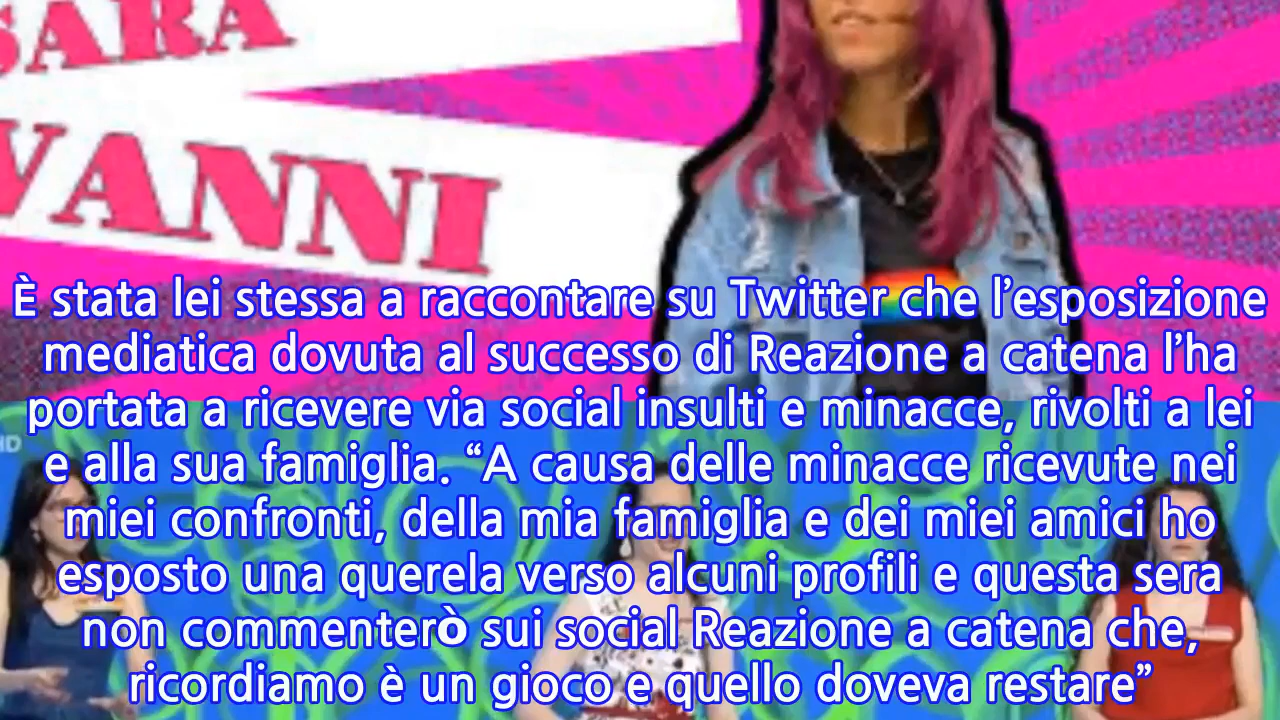 SARA
VANNI
È stata lei stessa a raccontare su Twitter che l’esposizione
mediatica dovuta al successo di Reazione a catena l’ha
portata a ricevere via social insulti e minacce, rivolti a lei
HD
e alla sua famiglia. “A causa delle minacce ricevute nei
miei confronti, della mia famiglia e dei miei amici ho
esposto una querela verso alcuni profili e questa sera
non commenterò sui social Reazione a catena che,
ricordiamo è un gioco e quello doveva restare”